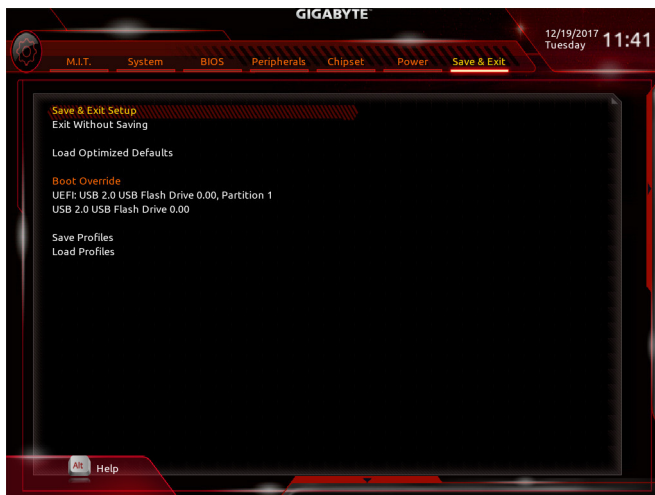 GIGABYTE™
12/19/2017 11:41
Tuesday
M.I.T. System BIOS Peripherals Chipset Power Save & Exit
Save & Exit Setup
Exit Without Saving
Load Optimized Defaults
Boot Override
UEFI: USB 2.0 USB Flash Drive 0.00, Partition 1
USB 2.0 USB Flash Drive 0.00
Save Profiles
Load Profiles
Alt Help